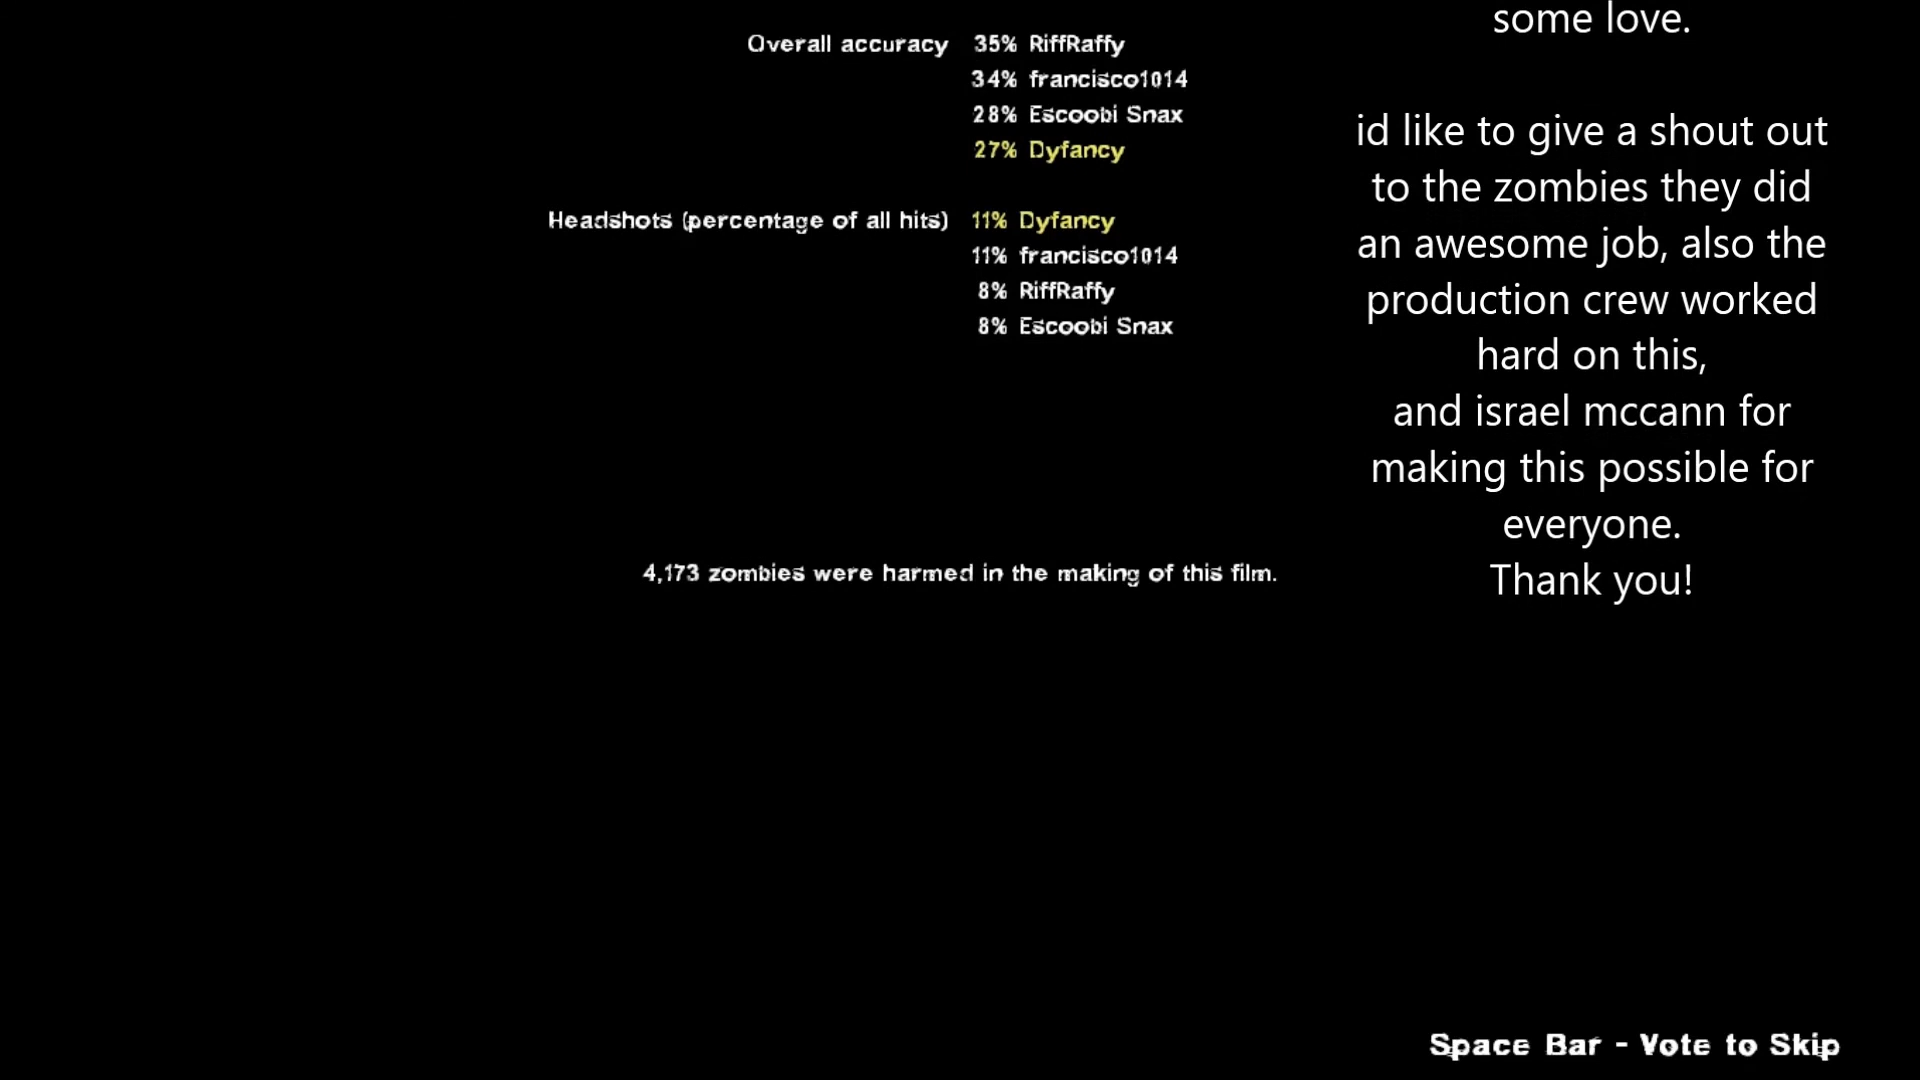 Overall accuracy 35% RiffRaffy
34% francisco1014
28% Escoobi Snax
27% Dyfancy
Headshots (percentage of all hits) 11% Dyfancy
11% francisco1014
8% RiffRaffy
8% Escoobi Snax
4,173 zombies were harmed in the making of this film.
some love.
id like to give a shout out
to the zombies they did
an awesome job, also the
production crew worked
hard on this,
and israel mccann for
making this possible for
everyone.
Thank you!
Space Bar - Vote to Skip